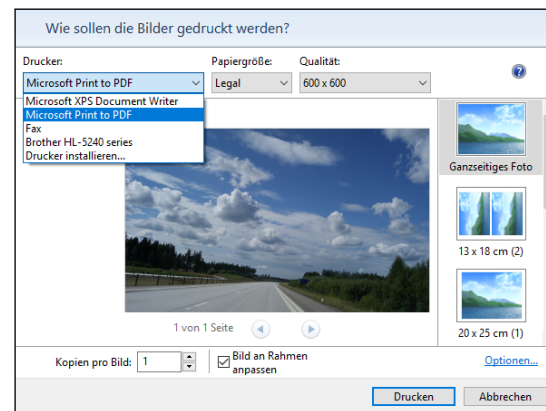 Wie sollen die Bilder gedruckt werden?
Drucker:
Papiergröße:
Qualität:
Microsoft Print to PDF
Legal
600 x 600
Microsoft XPS Document Writer
Microsoft Print to PDF
Fax
Brother HL-5240 series
Drucker installieren...
Ganzseitiges Foto
13 x 18 cm (2)
20 x 25 cm (1)
1 von 1 Seite
Kopien pro Bild:
1
Bild an Rahmen
anpassen
Optionen...
Drucken
Abbrechen